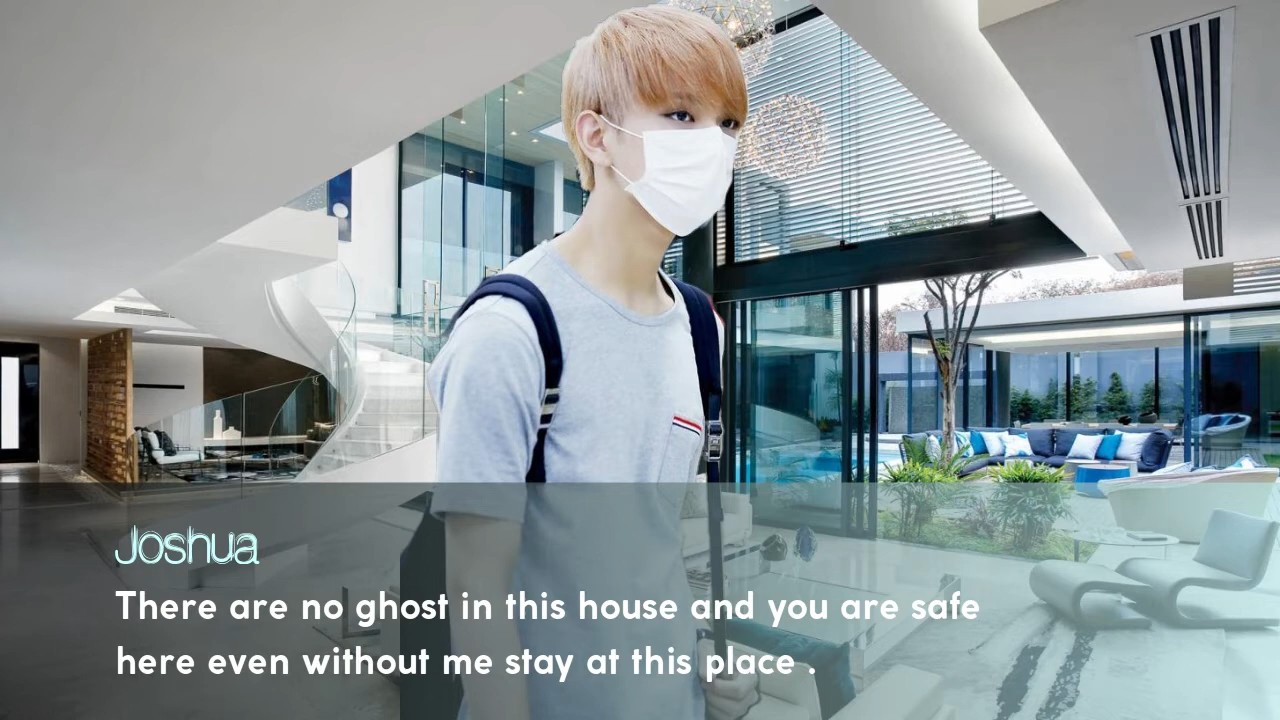 Joshua
There are no ghost in this house and you are safe
here even without me stay at this place .